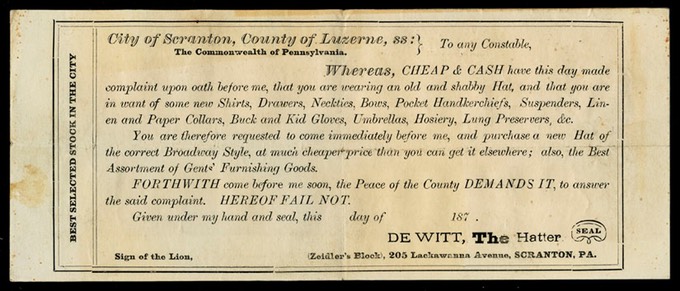 BEST SELECTED STOCK IN THE CITY
City of Scranton, County of Luzerne, ss: } To any Constable,
The Commonwealth of Pennsylvania.
Whereas, CHEAP & CASH have this day made
complaint upon oath before me, that you are wearing an old and shabby Hat, and that you are
in want of some new Shirts, Drawers, Neckties, Bows, Pocket Handkerchiefs, Suspenders, Lin-
en and Paper Collars, Buck and Kid Gloves, Umbrellas, Hosiery, Lung Preservers, &c.
You are therefore requested to come immediately before me, and purchase a new Hat of
the correct Broadway Style, at much cheaper price than you can get it elsewhere; also, the Best
Assortment of Gents' Furnishing Goods.
FORTHWITH come before me soon, the Peace of the County DEMANDS IT, to answer
the said complaint. HEREOF FAIL NOT.
Given under my hand and seal, this day of 187 .
DE WITT, The Hatter. SEAL
Sign of the Lion, (Zeidler's Block), 205 Lackawanna Avenue, SCRANTON, PA.